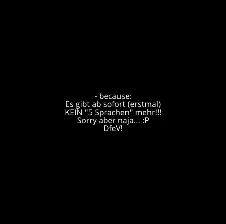 - because:
Es gibt ab sofort (erstmal)
KEIN "5 Sprachen" mehr!!!
Sorry aber naja... :P
DfeV!